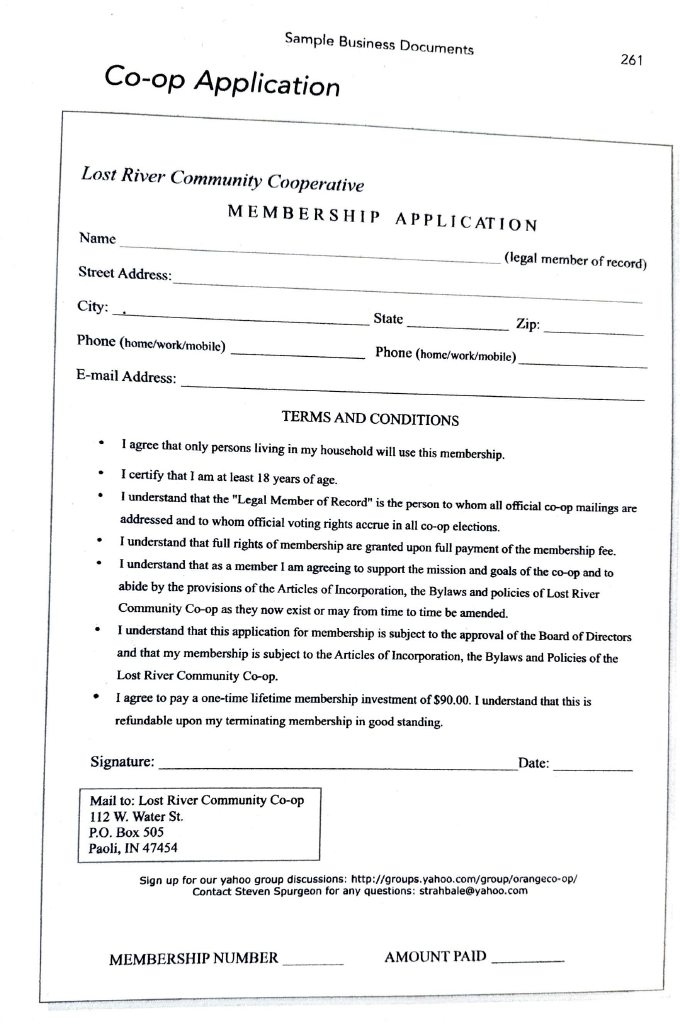 Sample Business Documents
261
Co-op Application
Lost River Community Cooperative
MEMBERSHIP APPLICATION
Name ____________ (legal member of record)
Street Address: ____________
City: ____________ State ____________ Zip: ____________
Phone (home/work/mobile) ____________ Phone (home/work/mobile) ____________
E-mail Address: ____________
TERMS AND CONDITIONS
• I agree that only persons living in my household will use this membership.
• I certify that I am at least 18 years of age.
• I understand that the "Legal Member of Record" is the person to whom all official co-op mailings are
addressed and to whom official voting rights accrue in all co-op elections.
• I understand that full rights of membership are granted upon full payment of the membership fee.
• I understand that as a member I am agreeing to support the mission and goals of the co-op and to
abide by the provisions of the Articles of Incorporation, the Bylaws and policies of Lost River
Community Co-op as they now exist or may from time to time be amended.
• I understand that this application for membership is subject to the approval of the Board of Directors
and that my membership is subject to the Articles of Incorporation, the Bylaws and Policies of the
Lost River Community Co-op.
• I agree to pay a one-time lifetime membership investment of $90.00. I understand that this is
refundable upon my terminating membership in good standing.
Signature: ____________ Date: ____________
Mail to: Lost River Community Co-op
112 W. Water St.
P.O. Box 505
Paoli, IN 47454
Sign up for our yahoo group discussions: http://groups.yahoo.com/group/orangeco-op/
Contact Steven Spurgeon for any questions: strahbale@yahoo.com
MEMBERSHIP NUMBER ____________ AMOUNT PAID ____________